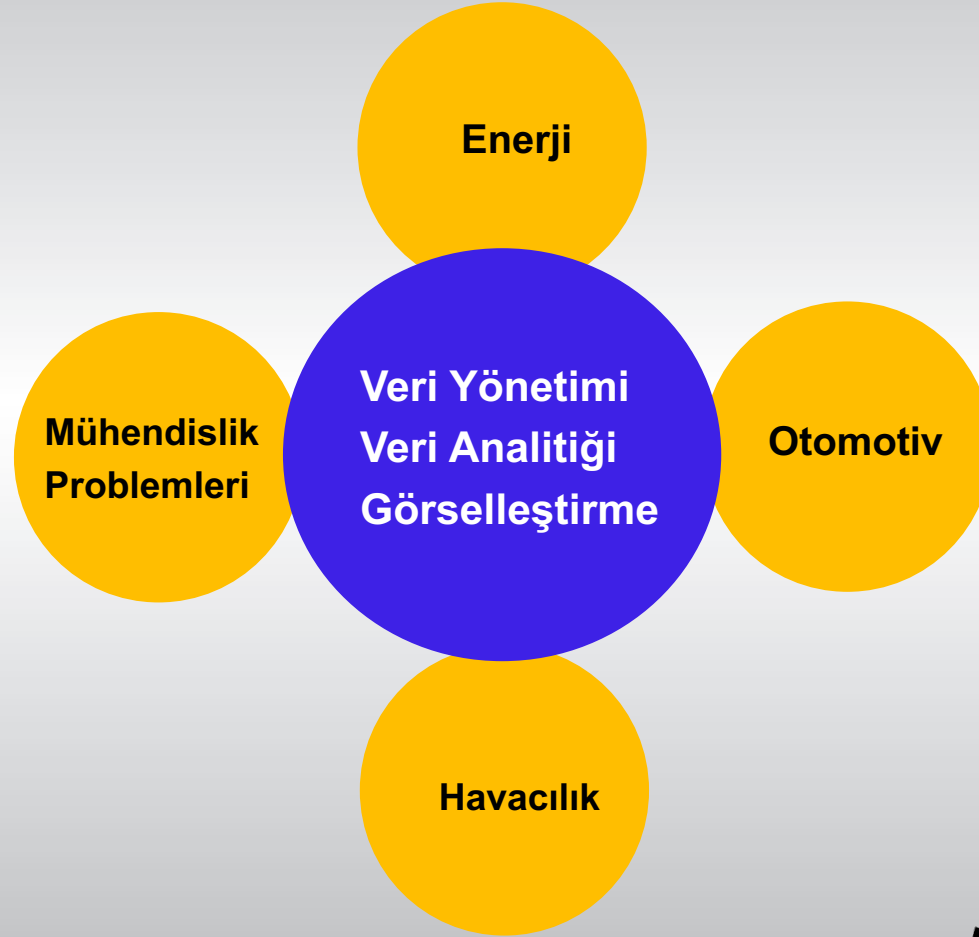 Enerji
Mühendislik
Problemleri
Veri Yönetimi
Veri Analitiği
Görselleştirme
Otomotiv
Havacılık